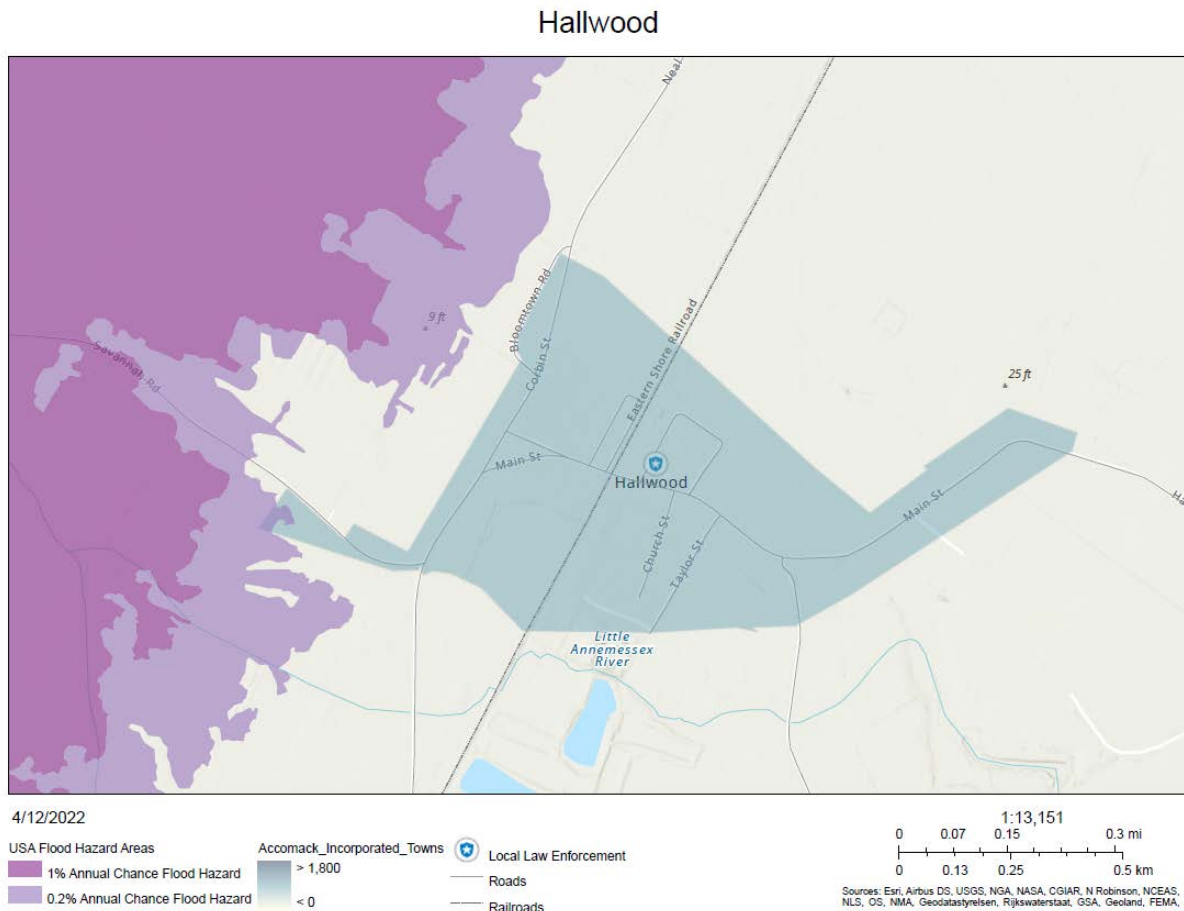 Hallwood
Neal
Bloomtown Rd
Corbin St
Eastern Shore Railroad
9 ft
Savannah Rd
25 ft
Main St
Hallwood
Main St
Church St
Taylor St
Ha
Little
Annemessex
River
4/12/2022
USA Flood Hazard Areas
1% Annual Chance Flood Hazard
0.2% Annual Chance Flood Hazard
Accomack_Incorporated_Towns
> 1,800
< 0
Local Law Enforcement
Roads
Railroads
1:13,151
0 0.07 0.15 0.3 mi
0 0.13 0.25 0.5 km
Sources: Esri, Airbus DS, USGS, NGA, NASA, CGIAR, N Robinson, NCEAS,
NLS, OS, NMA, Geodatastyrelsen, Rijkswaterstaat, GSA, Geoland, FEMA,